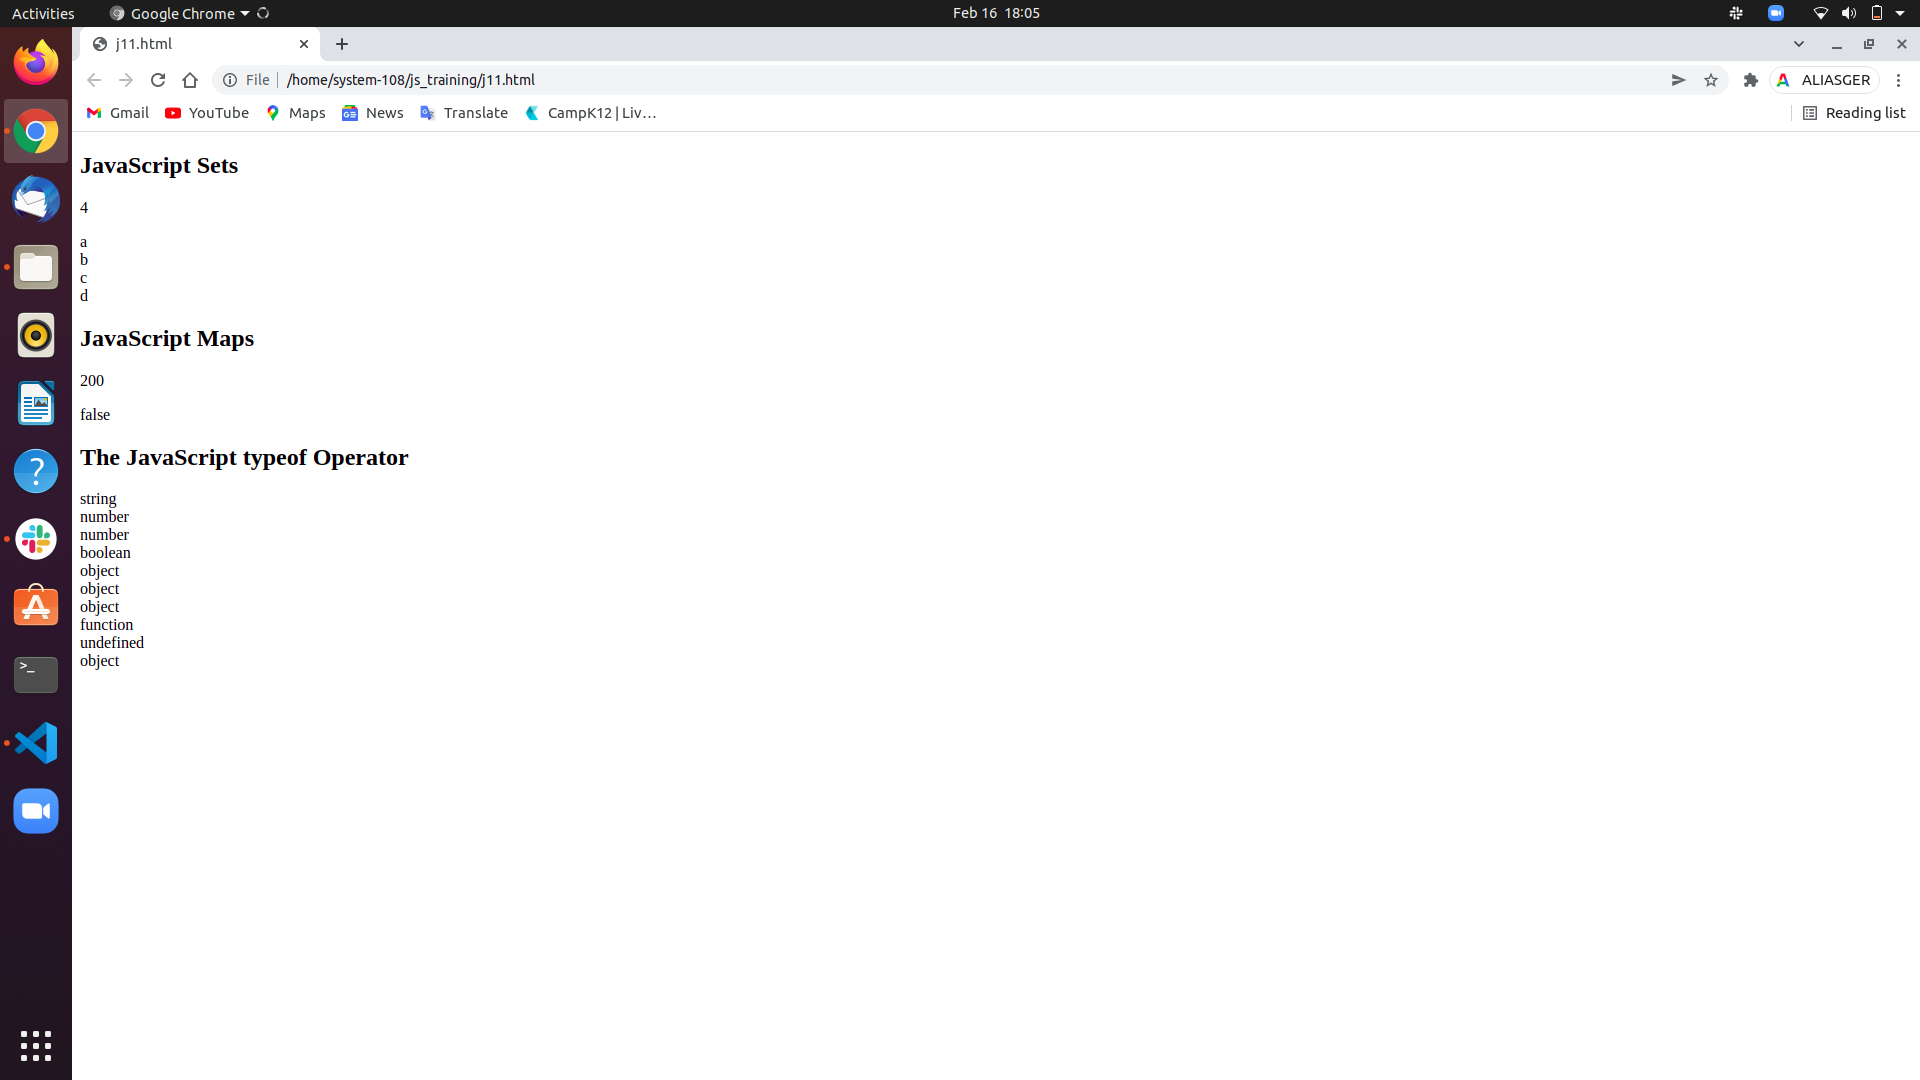 Activities
Google Chrome
Feb 16 18:05
j11.html
File
/home/system-108/js_training/j11.html
ALIASGER
Gmail
YouTube
Maps
News
Translate
CampK12 | Liv…
Reading list
JavaScript Sets
4
a
b
c
d
JavaScript Maps
200
false
The JavaScript typeof Operator
string
number
number
boolean
object
object
object
function
undefined
object